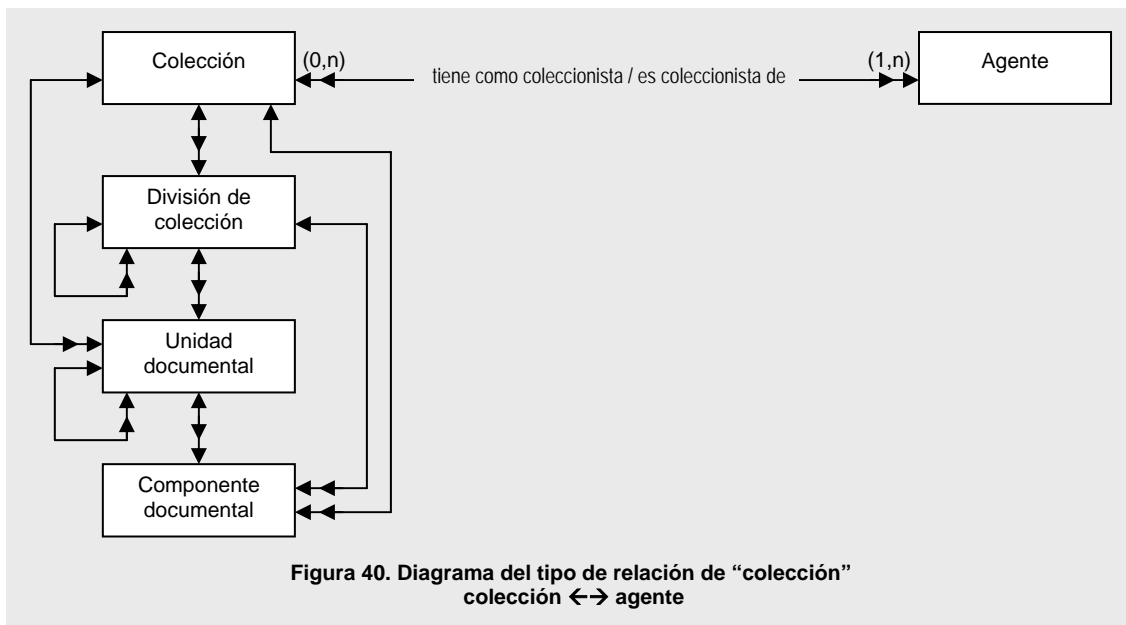 Colección
(0,n)
tiene como coleccionista / es coleccionista de
(1,n)
Agente
División de
colección
Unidad
documental
Componente
documental
Figura 40. Diagrama del tipo de relación de “colección”
colección ←→ agente